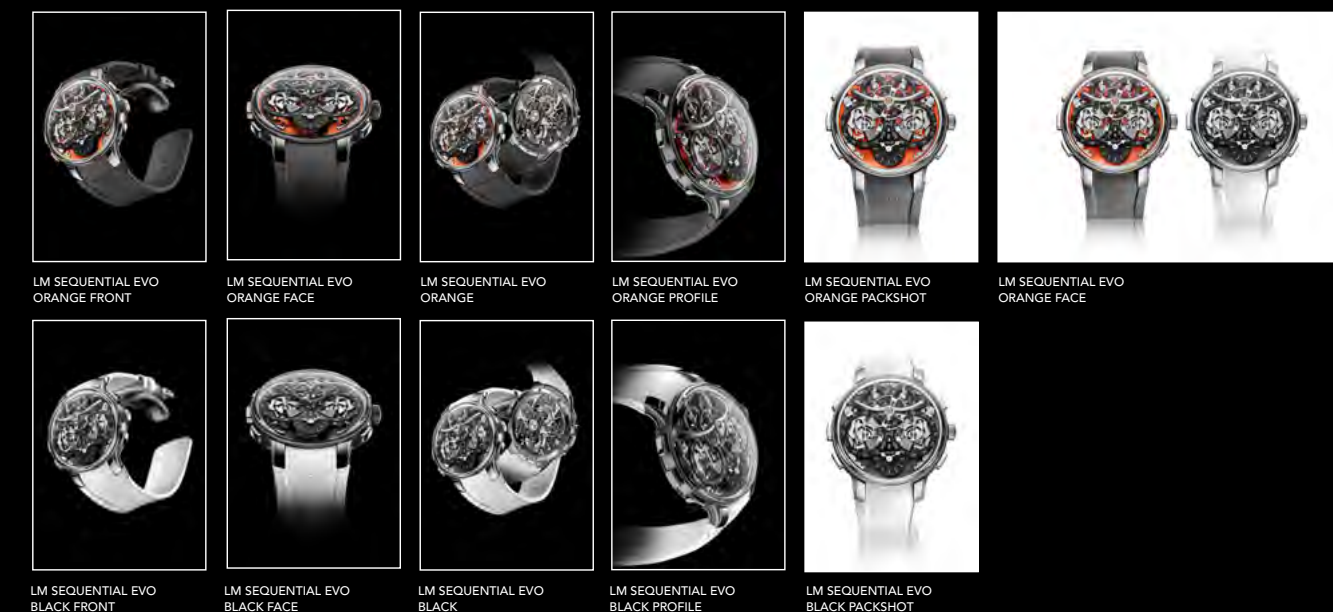 LM SEQUENTIAL EVO
ORANGE FRONT
LM SEQUENTIAL EVO
ORANGE FACE
LM SEQUENTIAL EVO
ORANGE
LM SEQUENTIAL EVO
ORANGE PROFILE
LM SEQUENTIAL EVO
ORANGE PACKSHOT
LM SEQUENTIAL EVO
ORANGE FACE
LM SEQUENTIAL EVO
BLACK FRONT
LM SEQUENTIAL EVO
BLACK FACE
LM SEQUENTIAL EVO
BLACK
LM SEQUENTIAL EVO
BLACK PROFILE
LM SEQUENTIAL EVO
BLACK PACKSHOT